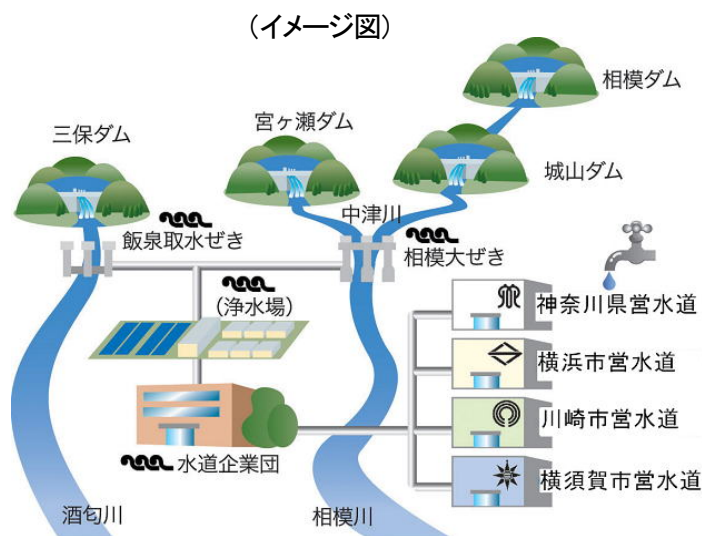 (イメージ図)
相模ダム
三保ダム
宮ヶ瀬ダム
城山ダム
中津川
飯泉取水ぜき
相模大ぜき
(浄水場)
神奈川県営水道
横浜市営水道
川崎市営水道
水道企業団
横須賀市営水道
酒匂川
相模川